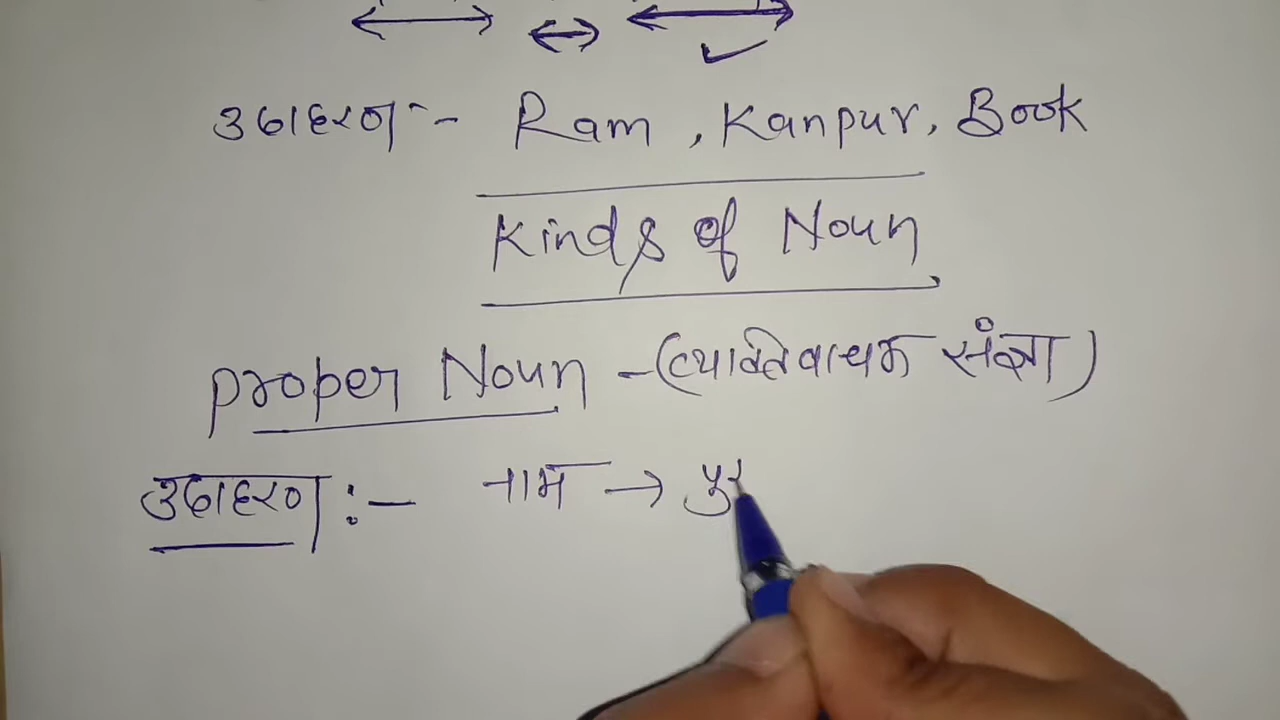 उदाहरण :- Ram, Kanpur, Book
Kinds of Noun
Proper Noun - (व्यक्तिवाचक संज्ञा)
उदाहरण :- नाम → पुर